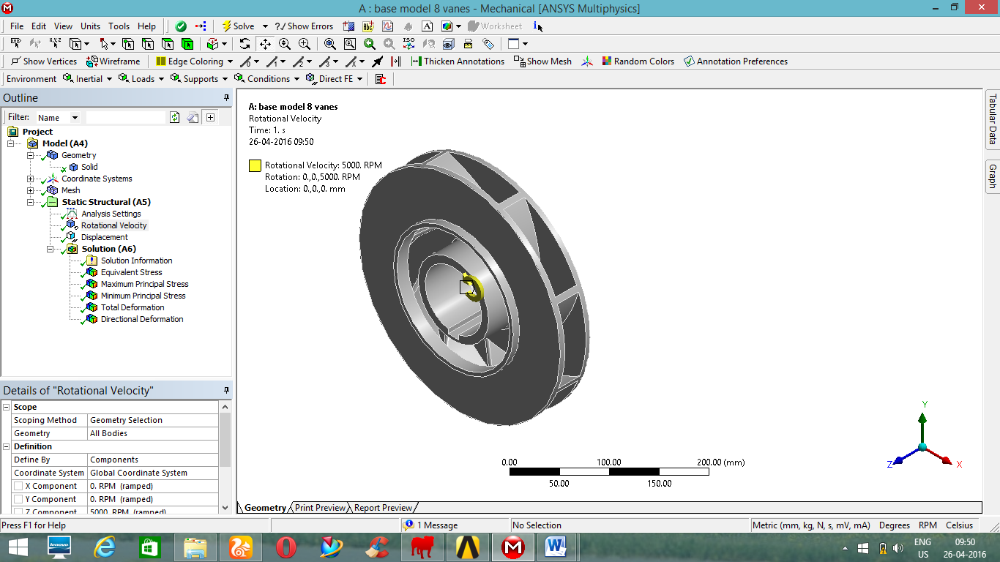 A : base model 8 vanes - Mechanical [ANSYS Multiphysics]
File Edit View Units Tools Help Solve ?/ Show Errors Worksheet
Show Vertices Wireframe Edge Coloring Thicken Annotations Show Mesh Random Colors Annotation Preferences
Environment Inertial Loads Supports Conditions Direct FE
Outline
Filter: Name
Project
Model (A4)
Geometry
Solid
Coordinate Systems
Mesh
Static Structural (A5)
Analysis Settings
Rotational Velocity
Displacement
Solution (A6)
Solution Information
Equivalent Stress
Maximum Principal Stress
Minimum Principal Stress
Total Deformation
Directional Deformation
Details of "Rotational Velocity"
Scope
Scoping Method Geometry Selection
Geometry All Bodies
Definition
Define By Components
Coordinate System Global Coordinate System
X Component 0. RPM (ramped)
Y Component 0. RPM (ramped)
Z Component 5000. RPM (ramped)
A: base model 8 vanes
Rotational Velocity
Time: 1. s
26-04-2016 09:50
Rotational Velocity: 5000. RPM
Rotation: 0.,0.,5000. RPM
Location: 0.,0.,0. mm
Y
Z
X
0.00 100.00 200.00 (mm)
50.00 150.00
Geometry Print Preview Report Preview
Tabular Data
Graph
Press F1 for Help 1 Message No Selection Metric (mm, kg, N, s, mV, mA) Degrees RPM Celsius
ENG 09:50
US 26-04-2016